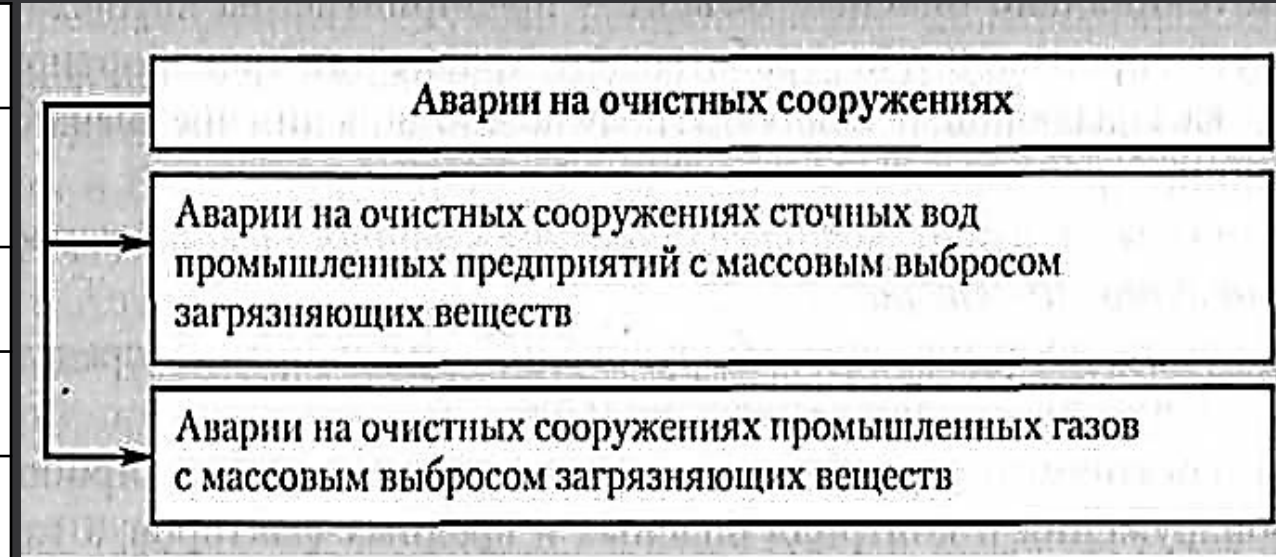 Аварии на очистных сооружениях
Аварии на очистных сооружениях сточных вод
промышленных предприятий с массовым выбросом
загрязняющих веществ
Аварии на очистных сооружениях промышленных газов
с массовым выбросом загрязняющих веществ